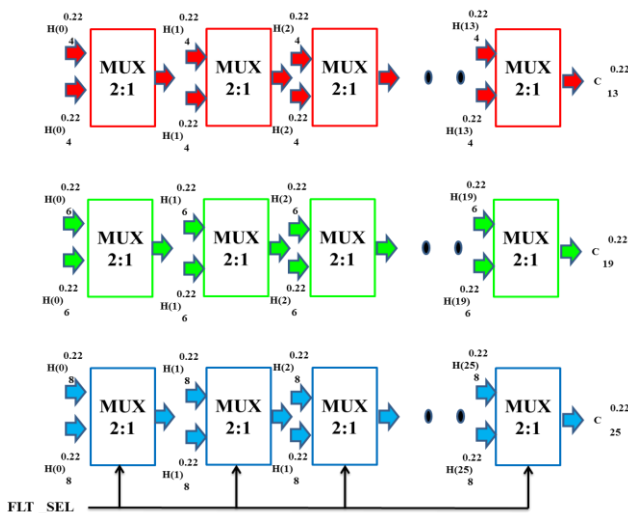 0.22 0.22 0.22 0.22
H(0) H(1) H(2) H(13)
4 4 4 4
MUX MUX MUX MUX
2:1 2:1 2:1 2:1
0.22
C
13
0.22 0.22 0.22 0.22
H(0) H(1) H(2) H(13)
4 4 4 4
0.22 0.22 0.22 0.22
H(0) H(1) H(2) H(19)
6 6 6 6
MUX MUX MUX MUX
2:1 2:1 2:1 2:1
0.22
C
19
0.22 0.22 0.22 0.22
H(0) H(1) H(2) H(19)
6 6 6 6
0.22 0.22 0.22 0.22
H(0) H(1) H(2) H(25)
8 8 8 8
MUX MUX MUX MUX
2:1 2:1 2:1 2:1
0.22
C
25
0.22 0.22 0.22 0.22
H(0) H(1) H(1) H(25)
8 8 8 8
FLT SEL